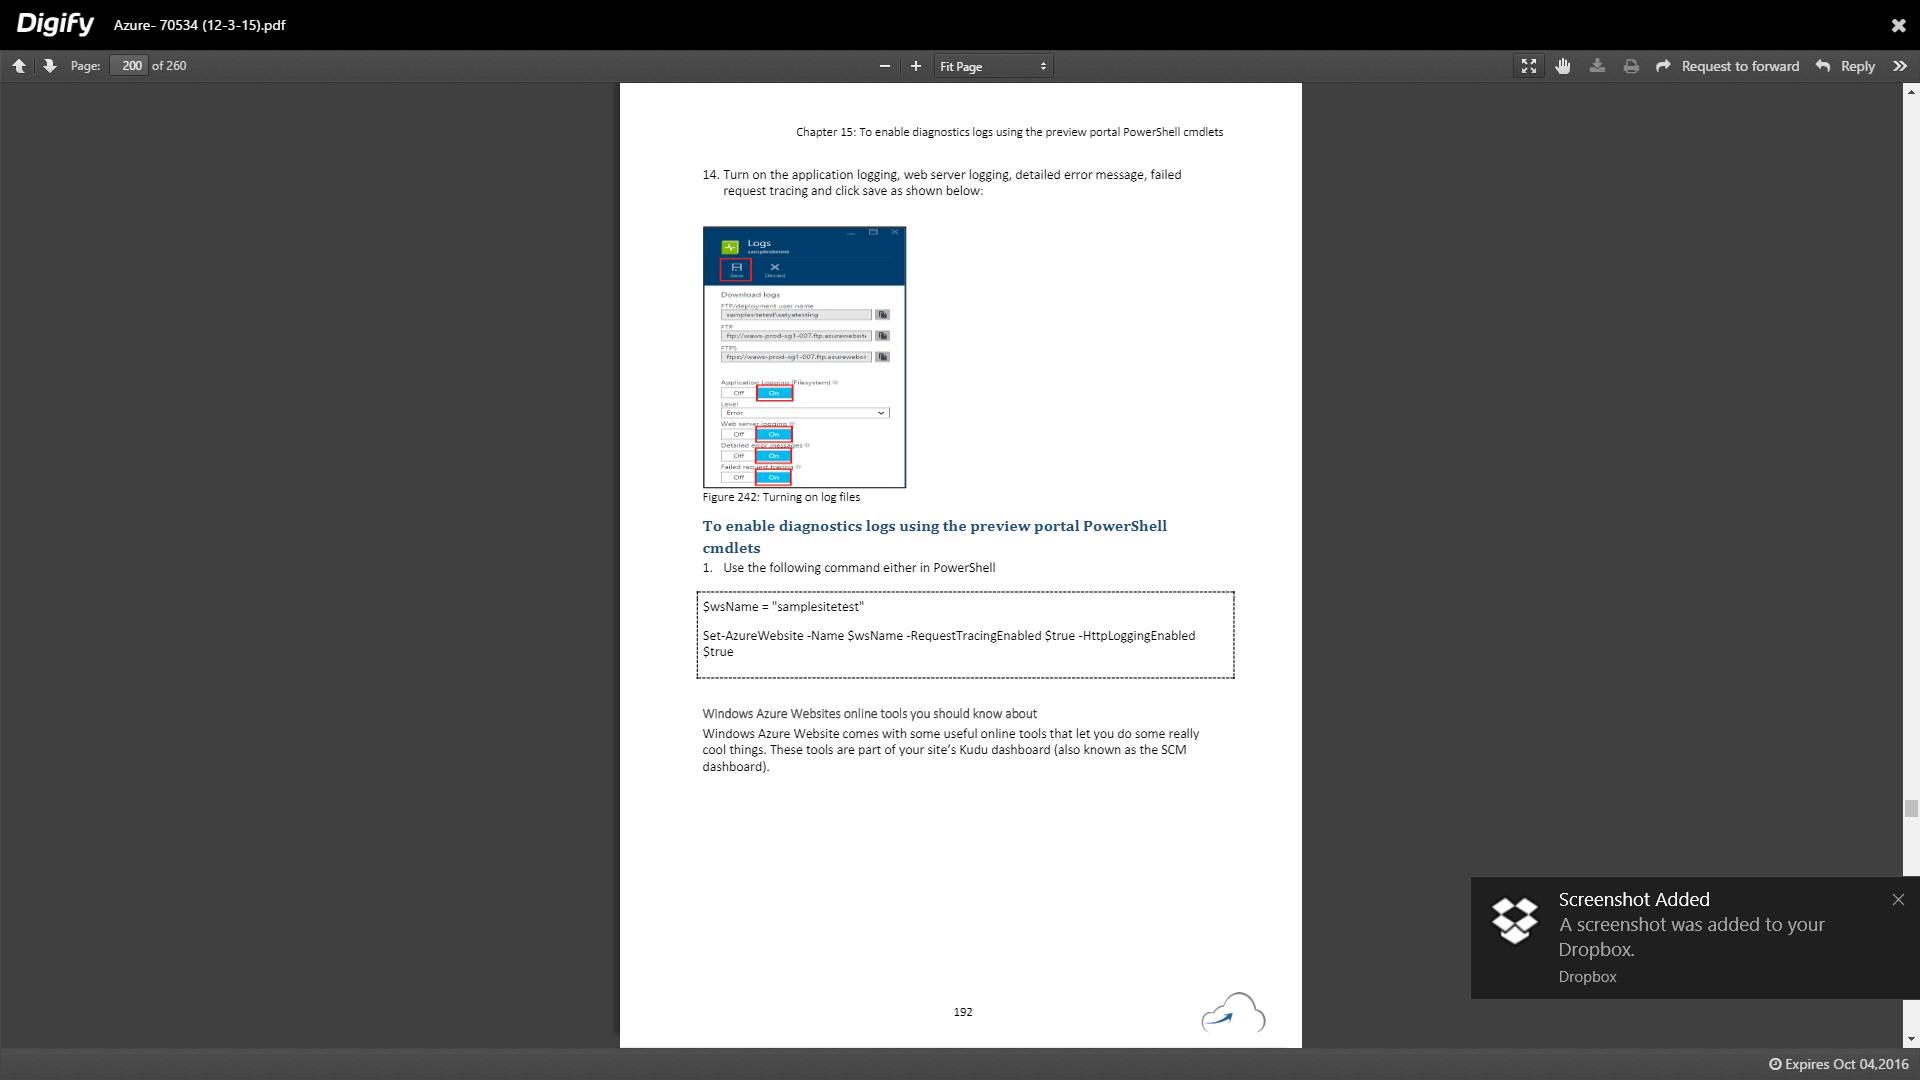 Digify Azure- 70534 (12-3-15).pdf
Page: 200 of 260
Fit Page
Request to forward
Reply
Chapter 15: To enable diagnostics logs using the preview portal PowerShell cmdlets
14. Turn on the application logging, web server logging, detailed error message, failed
request tracing and click save as shown below:
Logs
samplesitetest
Save Discard
Download logs
FTP/deployment user name
samplesitetest\satyatesting
FTP
ftp://waws-prod-sg1-007.ftp.azurewebsit
FTPS
ftps://waws-prod-sg1-007.ftp.azurewebsi
Application Logging (Filesystem)
Off On
Level
Error
Web server logging
Off On
Detailed error messages
Off On
Failed request tracing
Off On
Figure 242: Turning on log files
To enable diagnostics logs using the preview portal PowerShell
cmdlets
1. Use the following command either in PowerShell
$wsName = "samplesitetest"
Set-AzureWebsite -Name $wsName -RequestTracingEnabled $true -HttpLoggingEnabled
$true
Windows Azure Websites online tools you should know about
Windows Azure Website comes with some useful online tools that let you do some really
cool things. These tools are part of your site’s Kudu dashboard (also known as the SCM
dashboard).
192
Screenshot Added
A screenshot was added to your
Dropbox.
Dropbox
Expires Oct 04,2016